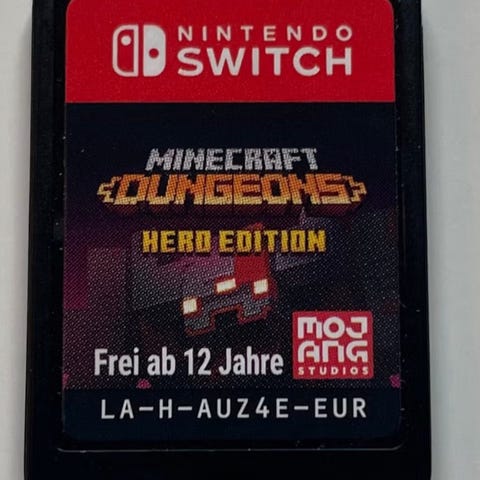 NINTENDO
SWITCH
MINECRAFT
DUNGEONS
HERO EDITION
Frei ab 12 Jahre
MOJ
ANG
STUDIOS
LA-H-AUZ4E-EUR